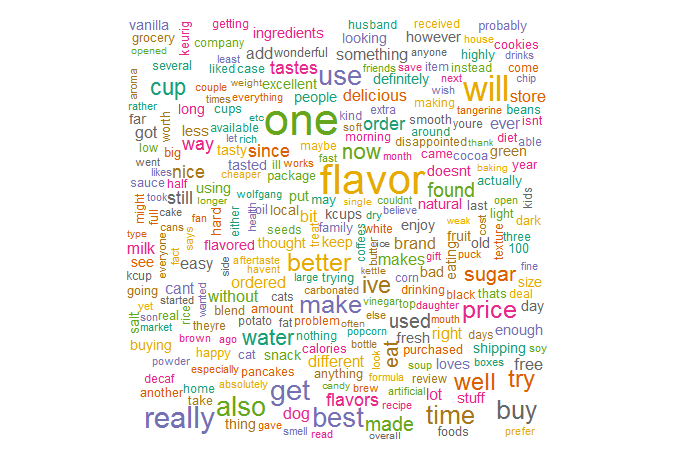 vanilla getting husband received probably
grocery keurig ingredients looking however house cookies
opened company add wonderful something anyone drinks
several least liked case tastes definitely friends save item instead highly come
aroma cup couple weight excellent use wish next will chip
rather times everything people delicious making store
far long cups etc one kind extra smooth tangerine beans
got worth less available let rich soft order morning youre ever isnt
low way tasty since maybe now around disappointed thank diet able
went big tasted ill works fast month came cocoa green
likes nice cheaper package flavor doesnt baking year
sauce half wolfgang found actually
took still using longer put may single couldnt natural last open kids
might full cake hard either health oil local bit kcups dry believe enjoy light dark
type cans fan seeds family white weak cost texture
everyone says flavored thought treat keep coffees brand eating fruit old three
milk fact aftertaste butter rice makes gift puck 100
see easy side havent better kettle bad sugar
kcup ordered large trying corn fine
going cant without cats carbonated ive drinking black thats size
salt yet started wanted blend amount make vinegar top daughter price deal day
son real rice theyre potato fat problem often else used mouth
market water nothing popcorn fresh right days enough
buying brown ago calories bottle eat purchased shipping soy
happy cat snack different look soup loves boxes free
powder especially pancakes anything formula review
decaf absolutely candy brew artificial lot well try
another home get flavors recipe stuff
take also dog best made time buy
really thing gave foods
smell read overall prefer